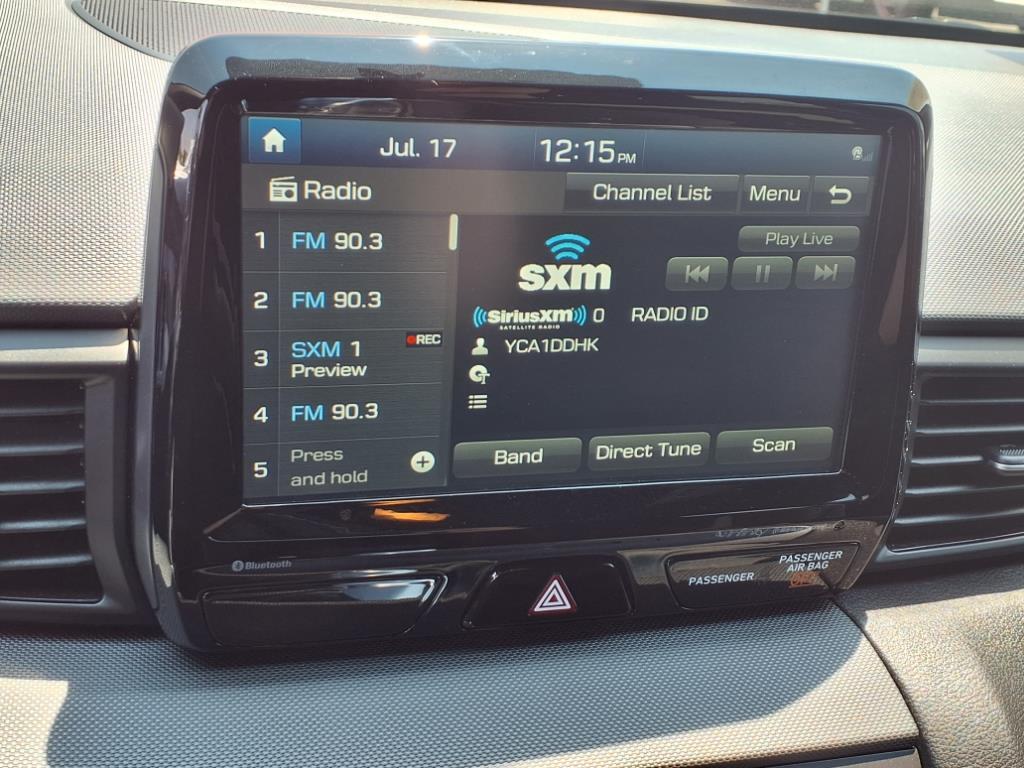 Jul. 17 12:15 PM
Radio Channel List Menu
1 FM 90.3
2 FM 90.3
3 SXM 1 REC
Preview
4 FM 90.3
5 Press
and hold
Play Live
sxm
SiriusXM 0 RADIO ID
SATELLITE RADIO
YCA1DDHK
Band Direct Tune Scan
Bluetooth
PASSENGER
PASSENGER
AIR BAG
OFF